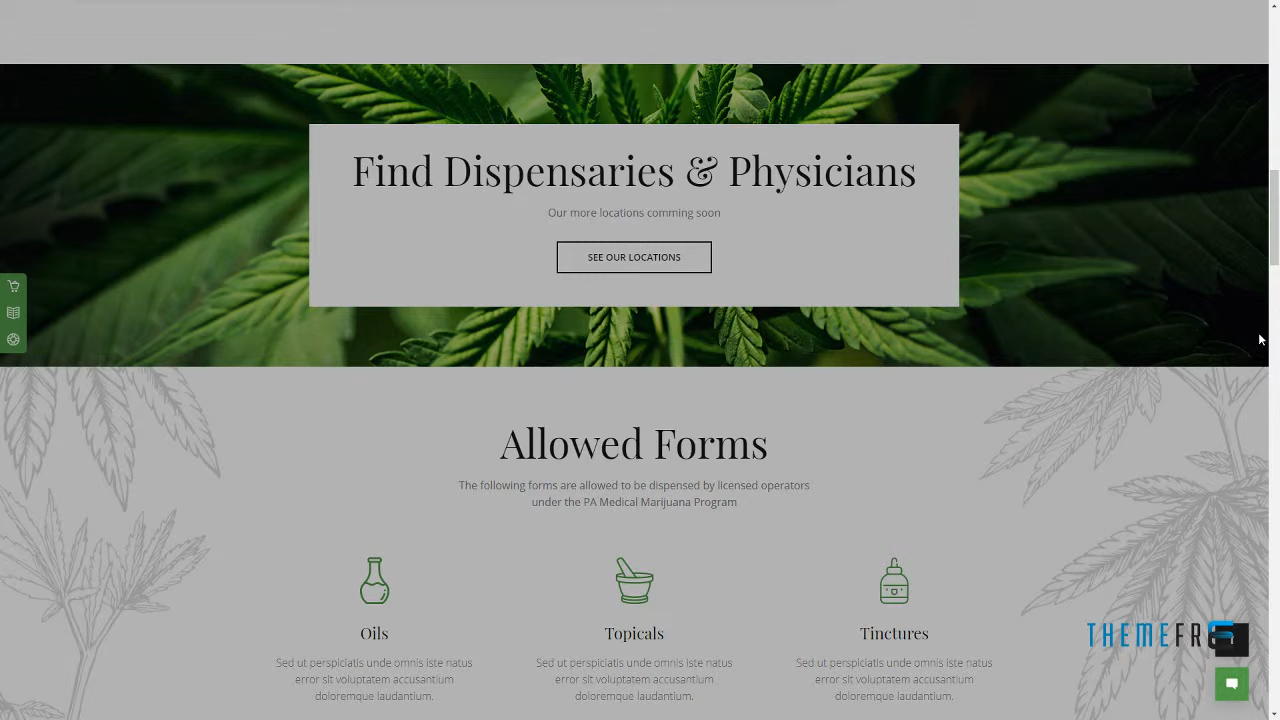 Find Dispensaries & Physicians
Our more locations comming soon
SEE OUR LOCATIONS
Allowed Forms
The following forms are allowed to be dispensed by licensed operators
under the PA Medical Marijuana Program
Oils
Topicals
Tinctures
Sed ut perspiciatis unde omnis iste natus
error sit voluptatem accusantium
doloremque laudantium.
Sed ut perspiciatis unde omnis iste natus
error sit voluptatem accusantium
doloremque laudantium.
Sed ut perspiciatis unde omnis iste natus
error sit voluptatem accusantium
doloremque laudantium.